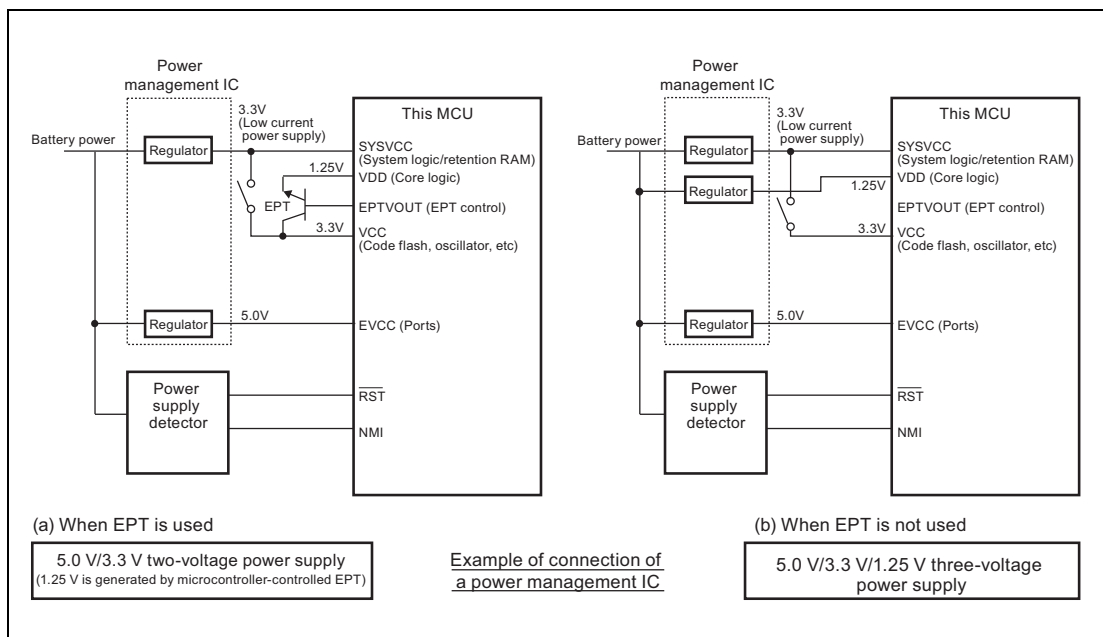 Power
management IC
3.3V
(Low current
power supply)
This MCU
Battery power
Regulator
SYSVCC
(System logic/retention RAM)
1.25V
VDD (Core logic)
EPT
EPTVOUT (EPT control)
3.3V
VCC
(Code flash, oscillator, etc)
Regulator
5.0V
EVCC (Ports)
Power
supply
detector
RST
NMI
(a) When EPT is used
5.0 V/3.3 V two-voltage power supply
(1.25 V is generated by microcontroller-controlled EPT)
Example of connection of
a power management IC
Power
management IC
3.3V
(Low current
power supply)
This MCU
Battery power
Regulator
SYSVCC
(System logic/retention RAM)
Regulator
1.25V
VDD (Core logic)
EPTVOUT (EPT control)
3.3V
VCC
(Code flash, oscillator, etc)
Regulator
5.0V
EVCC (Ports)
Power
supply
detector
RST
NMI
(b) When EPT is not used
5.0 V/3.3 V/1.25 V three-voltage
power supply